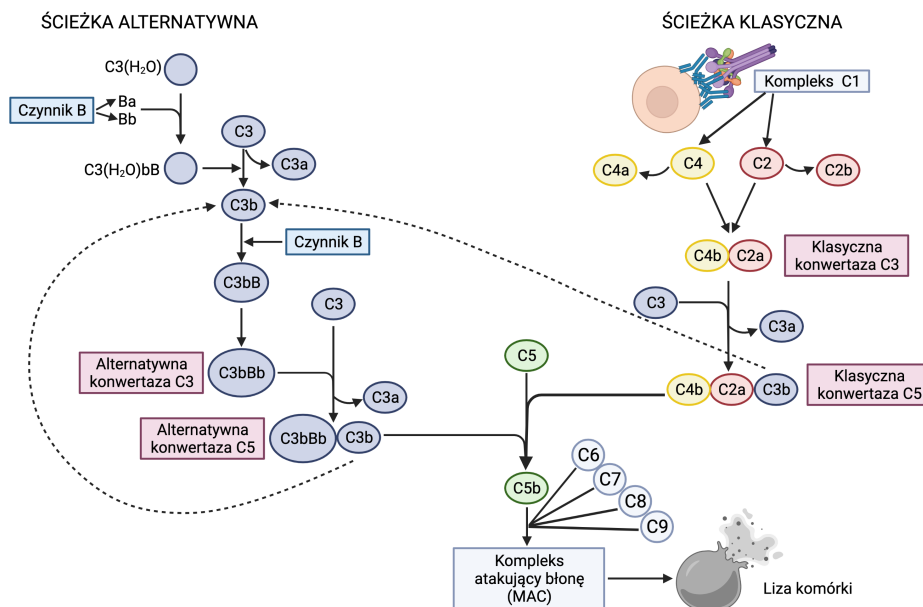 ŚCIEŻKA ALTERNATYWNA
ŚCIEŻKA KLASYCZNA
C3(H₂O)
Czynnik B
Ba
Bb
C3(H₂O)bB
C3
C3a
C3b
Czynnik B
C3bB
C3
Alternatywna
konwertaza C3
C3bBb
C3a
Alternatywna
konwertaza C5
C3bBb
C3b
Kompleks C1
C4a
C4
C2
C2b
C4b
C2a
Klasyczna
konwertaza C3
C3
C3a
C5
C4b
C2a
C3b
Klasyczna
konwertaza C5
C5b
C6
C7
C8
C9
Kompleks
atakujący błonę
(MAC)
Liza komórki